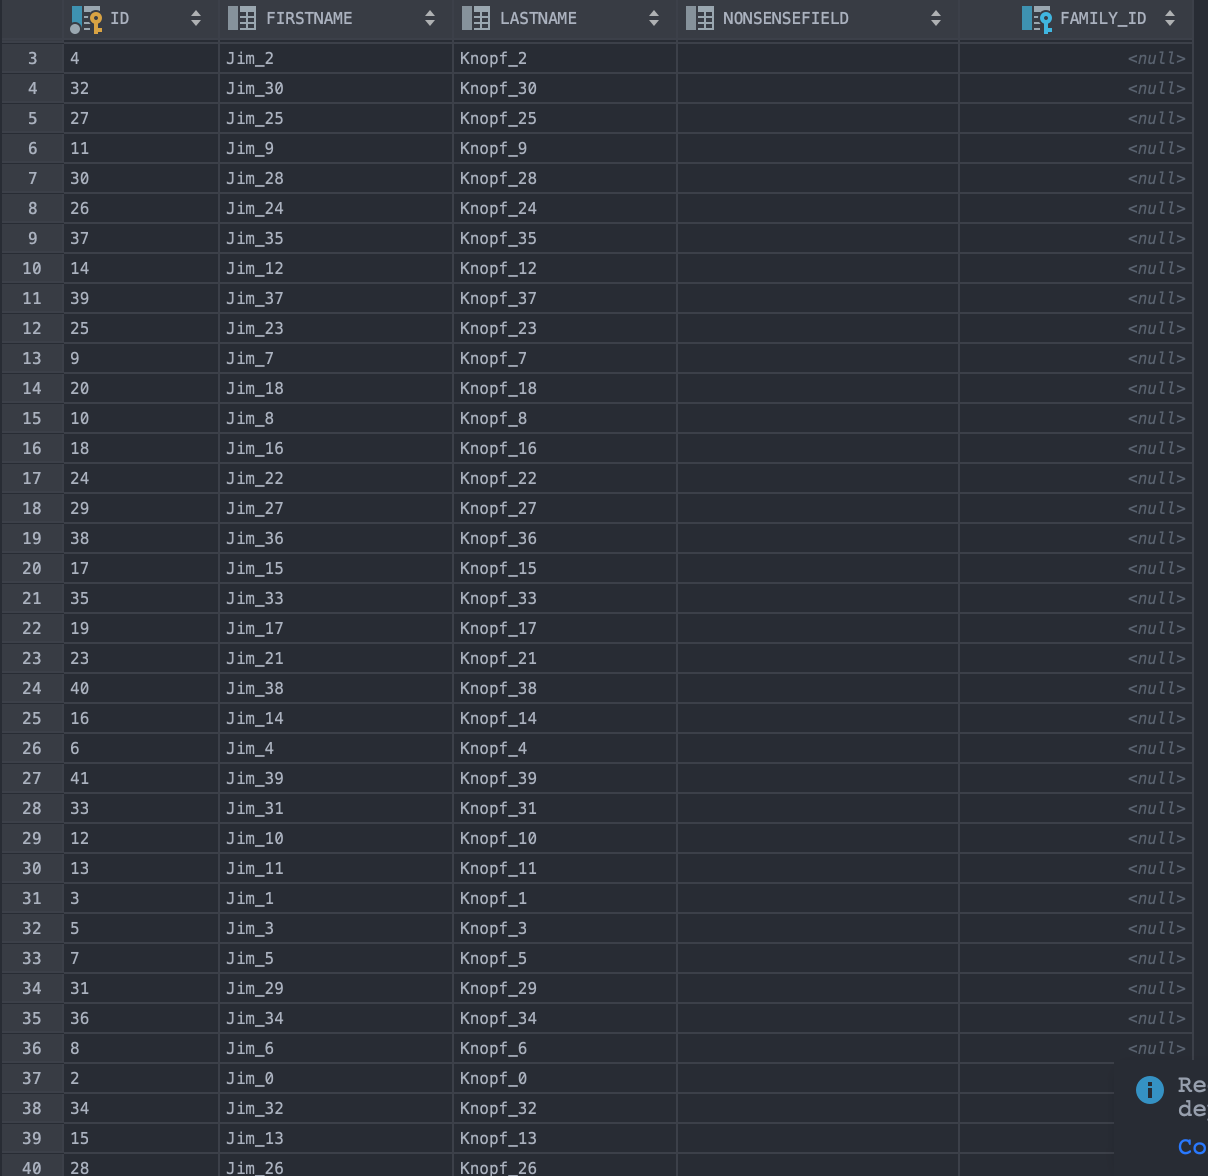 ID FIRSTNAME LASTNAME NONSENSEFIELD FAMILY_ID
3 4 Jim_2 Knopf_2 <null>
4 32 Jim_30 Knopf_30 <null>
5 27 Jim_25 Knopf_25 <null>
6 11 Jim_9 Knopf_9 <null>
7 30 Jim_28 Knopf_28 <null>
8 26 Jim_24 Knopf_24 <null>
9 37 Jim_35 Knopf_35 <null>
10 14 Jim_12 Knopf_12 <null>
11 39 Jim_37 Knopf_37 <null>
12 25 Jim_23 Knopf_23 <null>
13 9 Jim_7 Knopf_7 <null>
14 20 Jim_18 Knopf_18 <null>
15 10 Jim_8 Knopf_8 <null>
16 18 Jim_16 Knopf_16 <null>
17 24 Jim_22 Knopf_22 <null>
18 29 Jim_27 Knopf_27 <null>
19 38 Jim_36 Knopf_36 <null>
20 17 Jim_15 Knopf_15 <null>
21 35 Jim_33 Knopf_33 <null>
22 19 Jim_17 Knopf_17 <null>
23 23 Jim_21 Knopf_21 <null>
24 40 Jim_38 Knopf_38 <null>
25 16 Jim_14 Knopf_14 <null>
26 6 Jim_4 Knopf_4 <null>
27 41 Jim_39 Knopf_39 <null>
28 33 Jim_31 Knopf_31 <null>
29 12 Jim_10 Knopf_10 <null>
30 13 Jim_11 Knopf_11 <null>
31 3 Jim_1 Knopf_1 <null>
32 5 Jim_3 Knopf_3 <null>
33 7 Jim_5 Knopf_5 <null>
34 31 Jim_29 Knopf_29 <null>
35 36 Jim_34 Knopf_34 <null>
36 8 Jim_6 Knopf_6 <null>
37 2 Jim_0 Knopf_0
38 34 Jim_32 Knopf_32
39 15 Jim_13 Knopf_13
40 28 Jim_26 Knopf_26
Re
Co